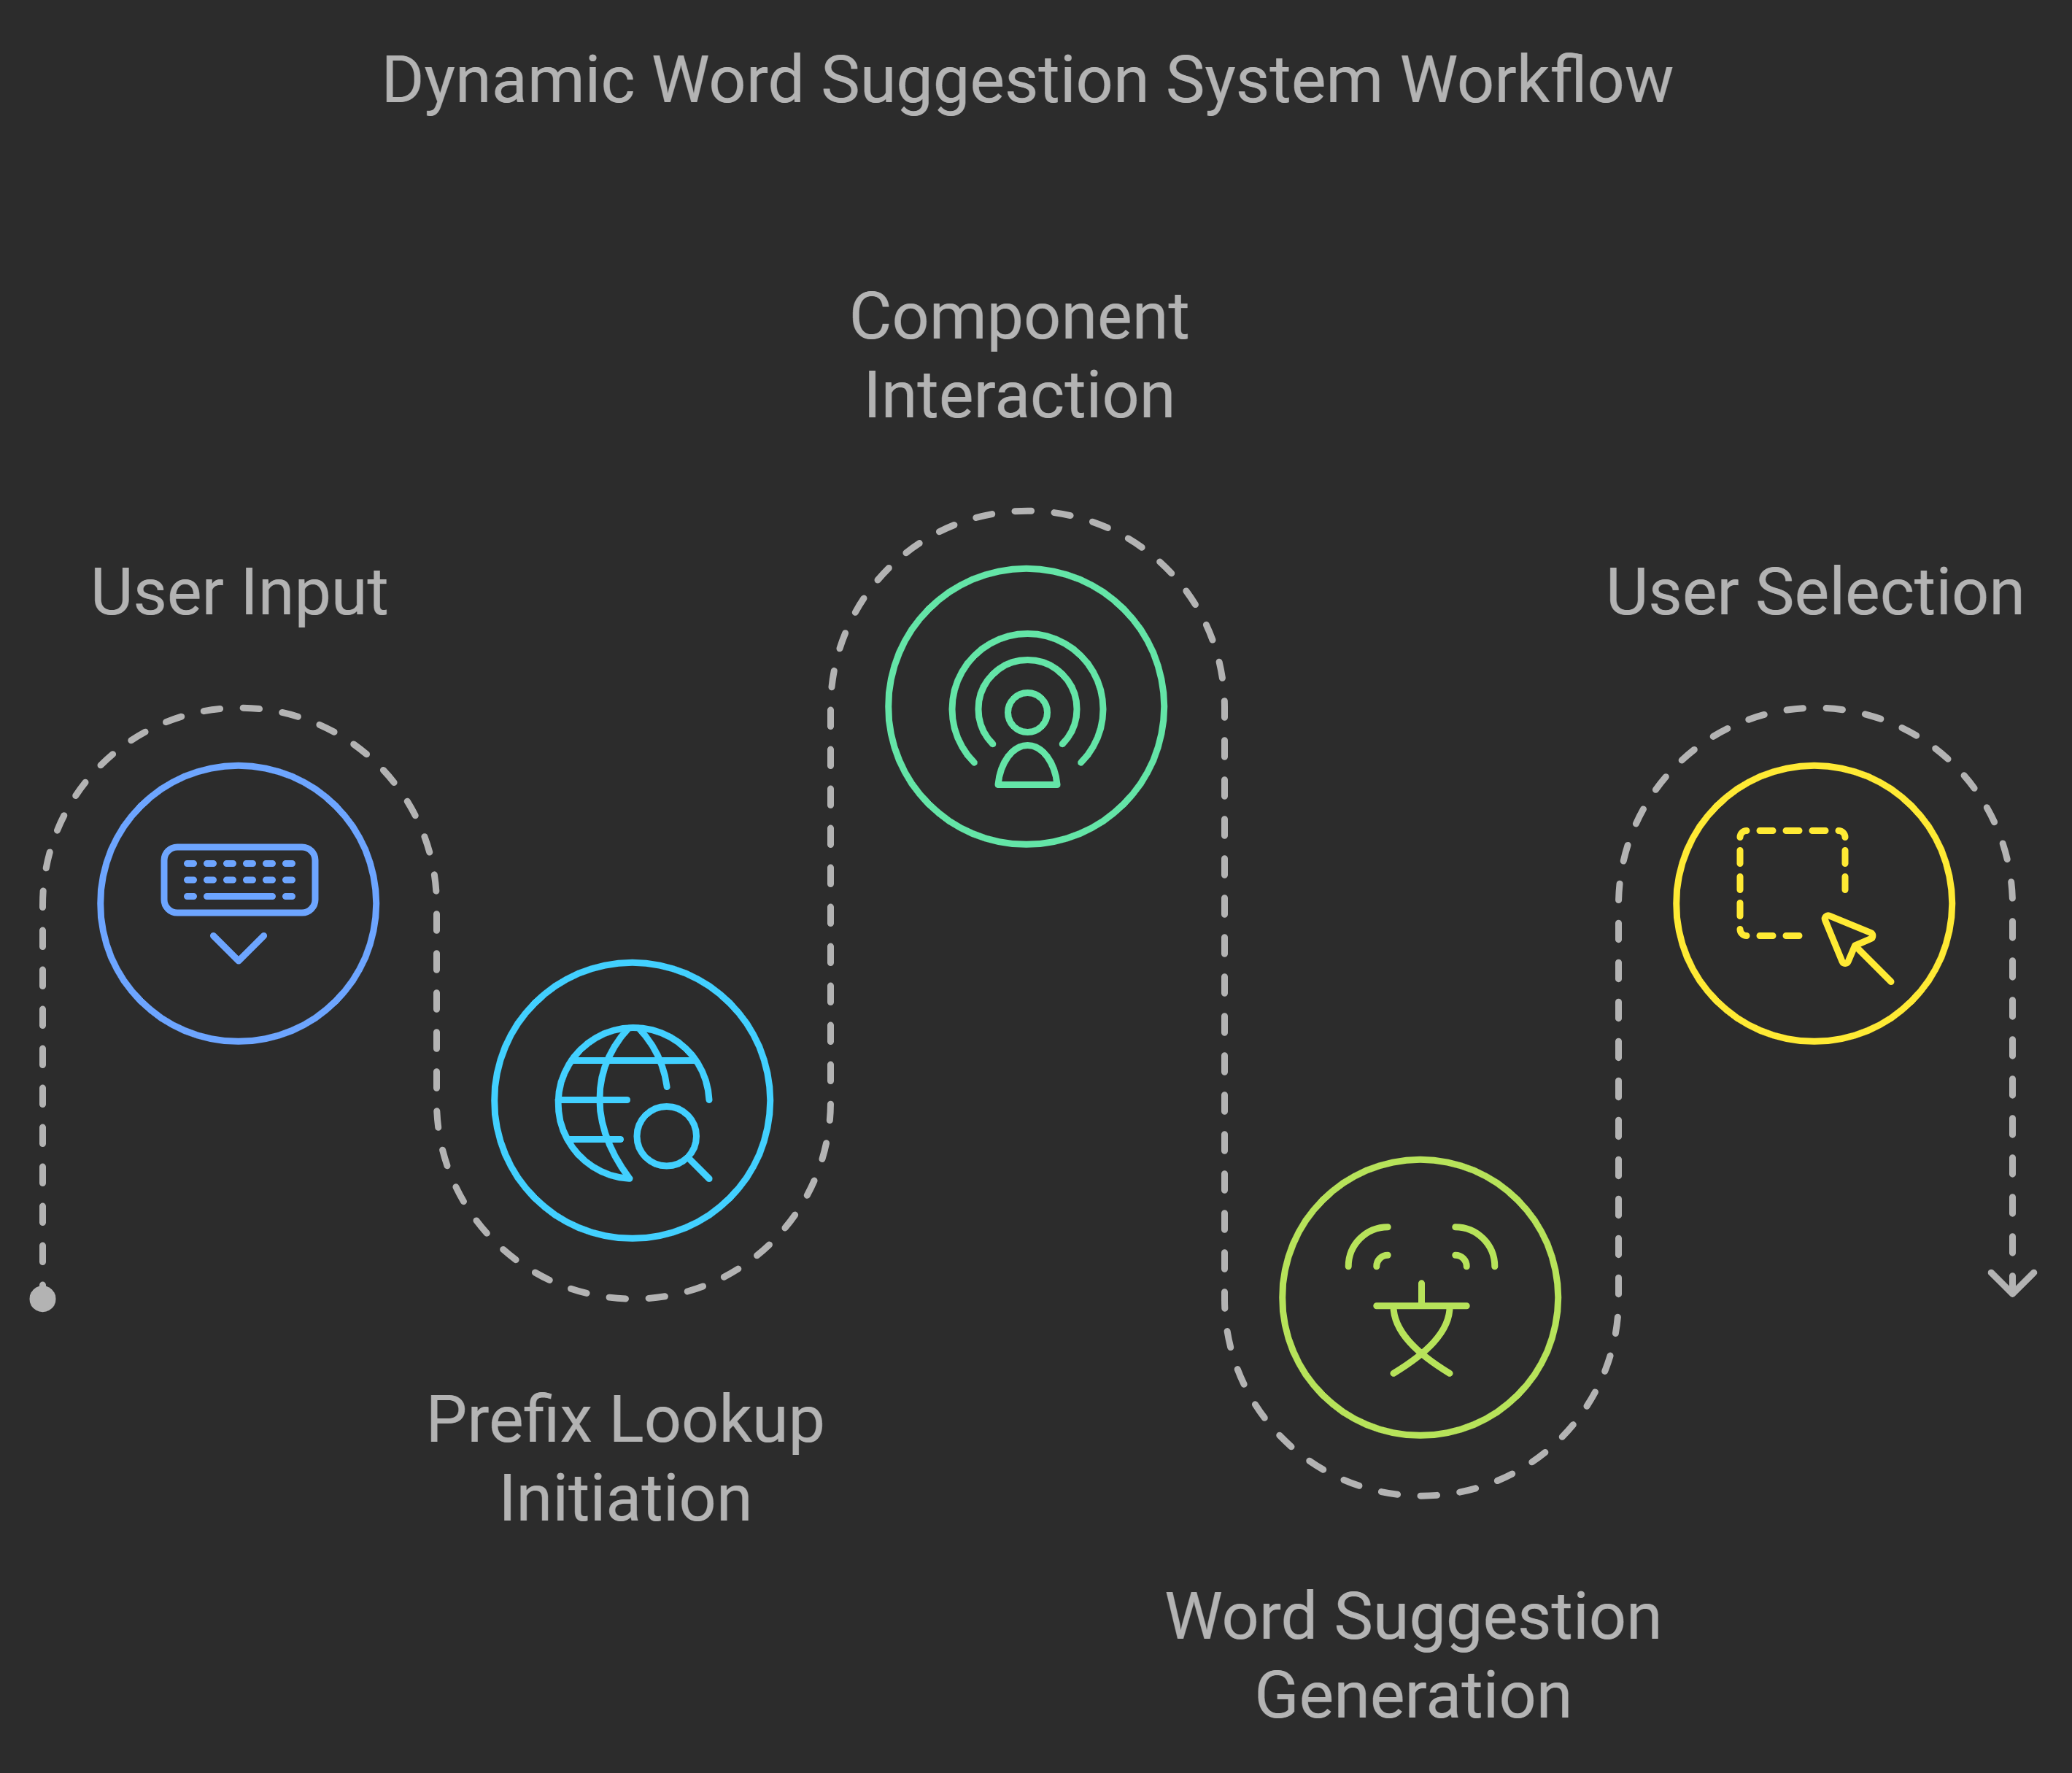 Dynamic Word Suggestion System Workflow
Component
Interaction
User Input
User Selection
Prefix Lookup
Initiation
Word Suggestion
Generation